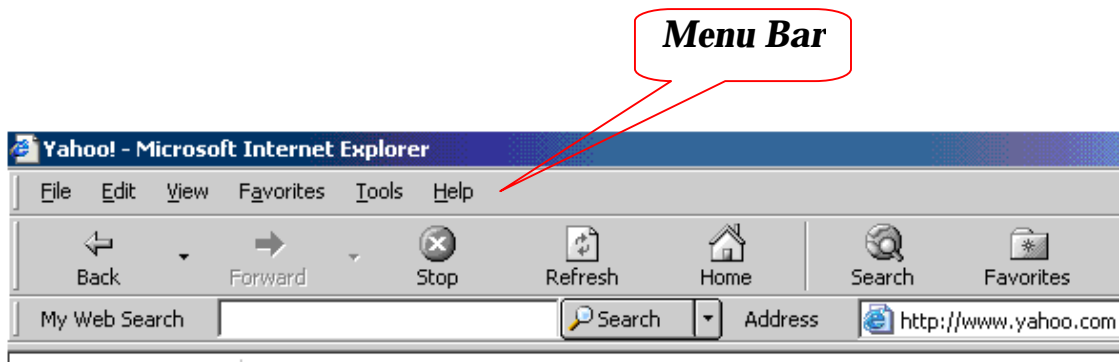 Menu Bar
Yahoo! - Microsoft Internet Explorer
File Edit View Favorites Tools Help
Back Forward Stop Refresh Home Search Favorites
My Web Search Search Address http://www.yahoo.com